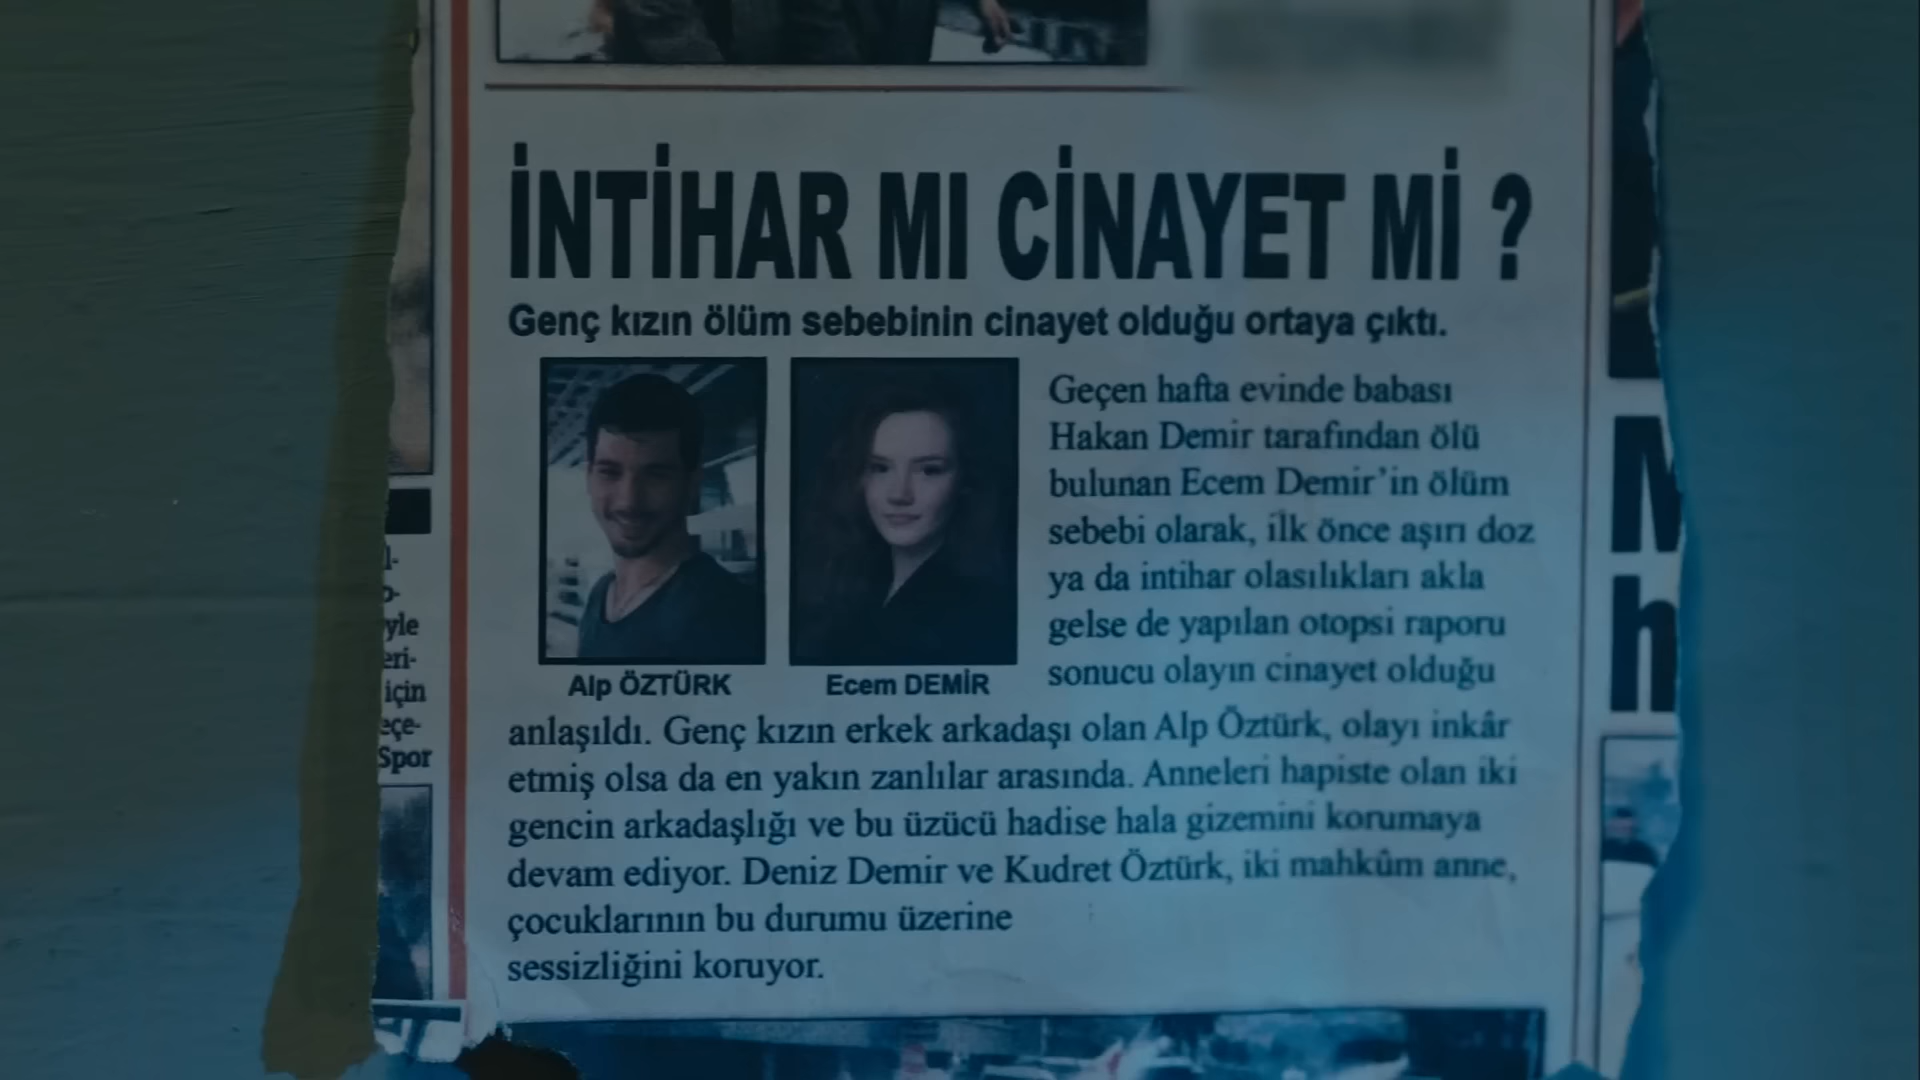 İNTİHAR MI CİNAYET Mİ ?
Genç kızın ölüm sebebinin cinayet olduğu ortaya çıktı.
Alp ÖZTÜRK
Ecem DEMİR
Geçen hafta evinde babası
Hakan Demir tarafından ölü
bulunan Ecem Demir'in ölüm
sebebi olarak, ilk önce aşırı doz
ya da intihar olasılıkları akla
gelse de yapılan otopsi raporu
sonucu olayın cinayet olduğu
anlaşıldı. Genç kızın erkek arkadaşı olan Alp Öztürk, olayı inkâr
etmiş olsa da en yakın zanlılar arasında. Anneleri hapiste olan iki
gencin arkadaşlığı ve bu üzücü hadise hala gizemini korumaya
devam ediyor. Deniz Demir ve Kudret Öztürk, iki mahkûm anne,
çocuklarının bu durumu üzerine
sessizliğini koruyor.
yle
eri-
için
eçe-
Spor